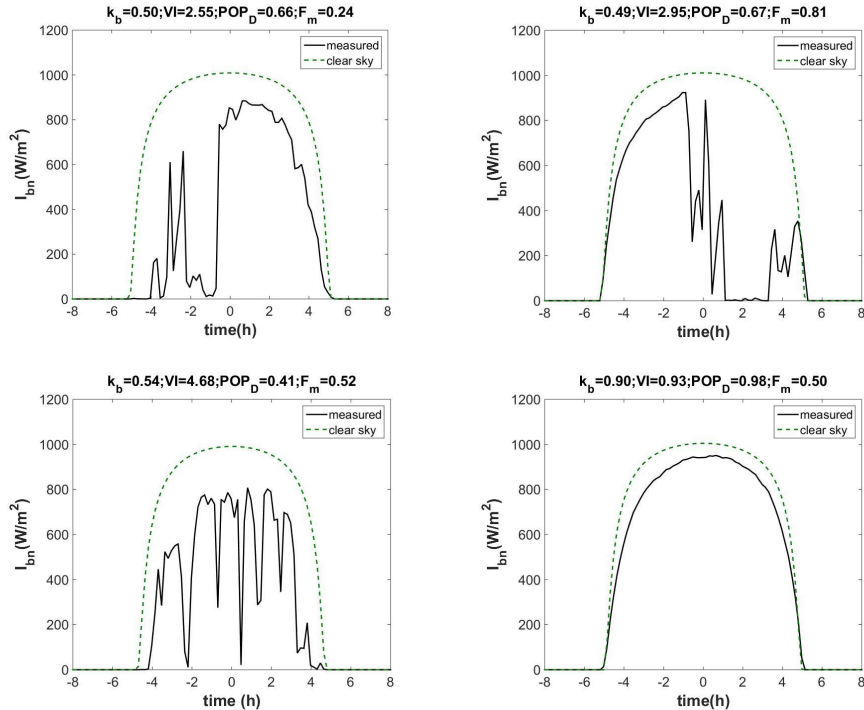 k_b=0.50;VI=2.55;POP_D=0.66;F_m=0.24
1200
1000
800
600
400
200
0
I_bn(W/m²)
measured
clear sky
-8 -6 -4 -2 0 2 4 6 8
time(h)
k_b=0.49;VI=2.95;POP_D=0.67;F_m=0.81
1200
1000
800
600
400
200
0
I_bn(W/m²)
measured
clear sky
-8 -6 -4 -2 0 2 4 6 8
time(h)
k_b=0.54;VI=4.68;POP_D=0.41;F_m=0.52
1200
1000
800
600
400
200
0
I_bn(W/m²)
measured
clear sky
-8 -6 -4 -2 0 2 4 6 8
time (h)
k_b=0.90;VI=0.93;POP_D=0.98;F_m=0.50
1200
1000
800
600
400
200
0
I_bn(W/m²)
measured
clear sky
-8 -6 -4 -2 0 2 4 6 8
time(h)